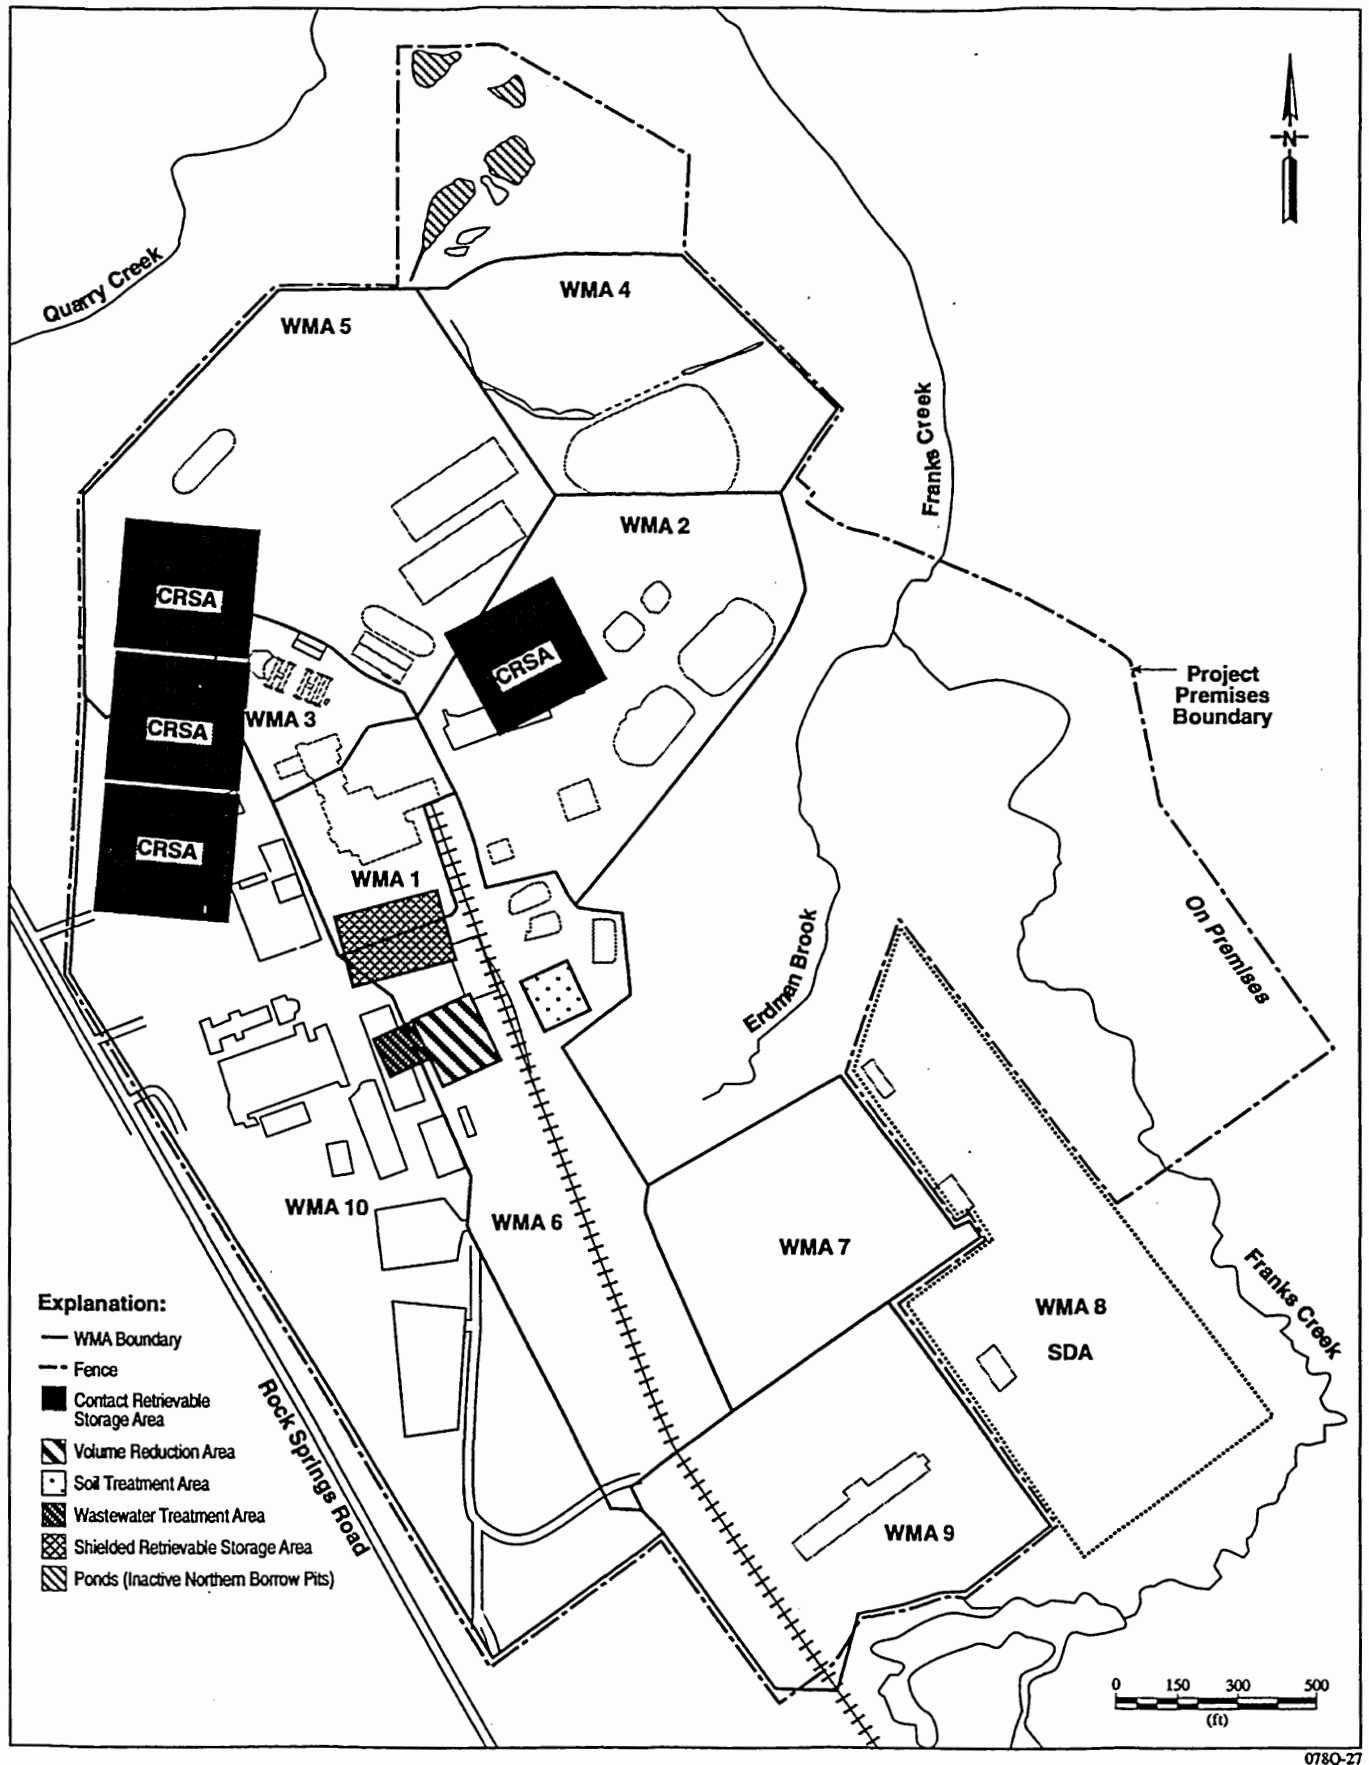 N
Quarry Creek
WMA 4
WMA 5
Franks Creek
WMA 2
CRSA
CRSA
Project
Premises
Boundary
WMA 3
CRSA
CRSA
WMA 1
On Premises
Erdman Brook
WMA 10
WMA 6
WMA 7
Franks Creek
WMA 8
SDA
Explanation:
WMA Boundary
Fence
Contact Retrievable
Storage Area
Volume Reduction Area
Soil Treatment Area
Wastewater Treatment Area
Shielded Retrievable Storage Area
Ponds (Inactive Northern Borrow Pits)
Rock Springs Road
WMA 9
0 150 300 500
(ft)
078O-27